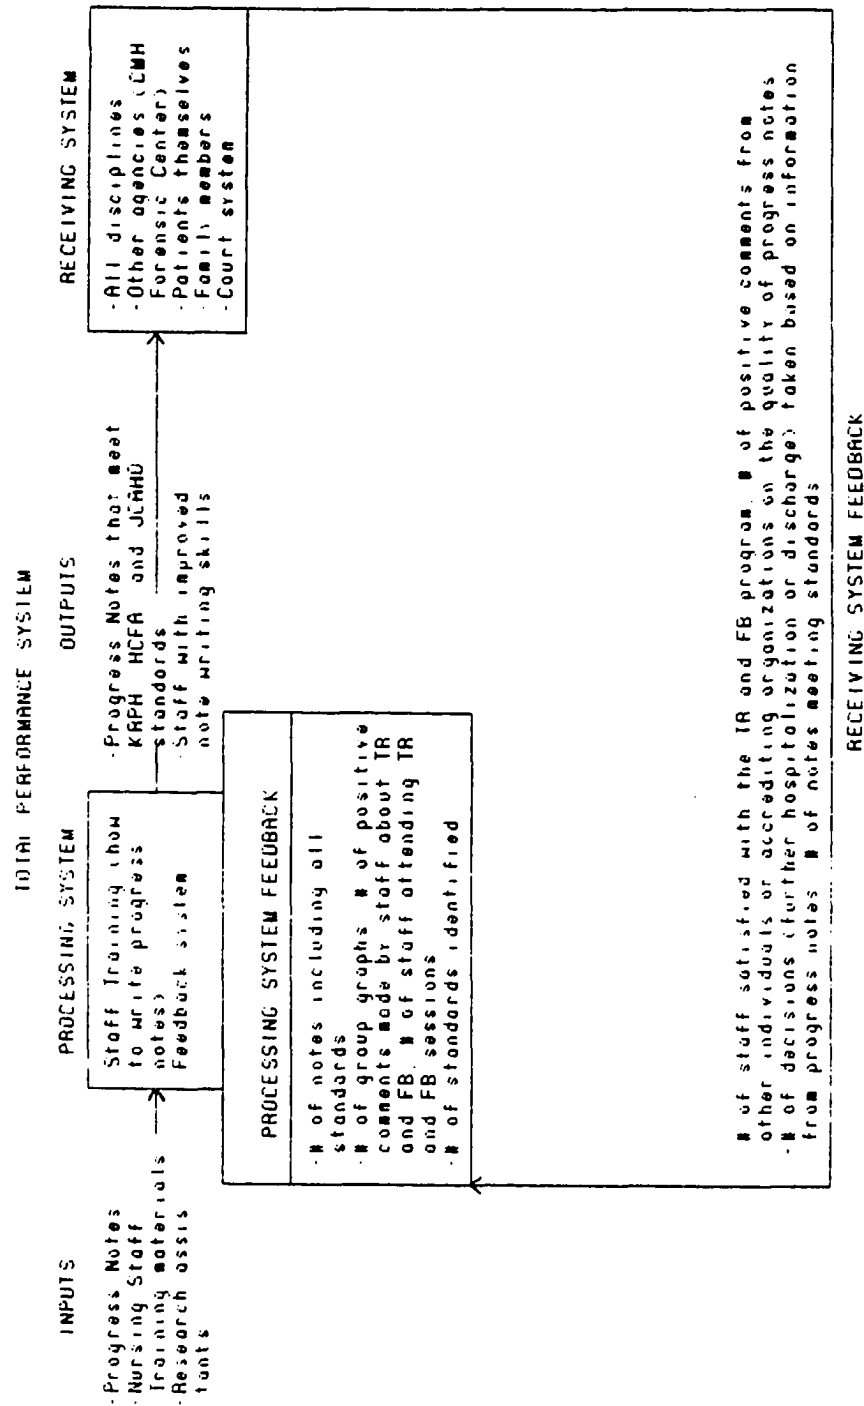 TOTAL PERFORMANCE SYSTEM
INPUTS
-Progress Notes
-Nursing Staff
Training materials
-Research assis
tants
PROCESSING SYSTEM
Staff Training (how
to write progress
notes)
Feedback system
OUTPUTS
-Progress Notes that meet
KRPH HCFA and JCAHO
standards
-Staff with improved
note writing skills
RECEIVING SYSTEM
-All disciplines
-Other agencies (CMH
Forensic Center)
-Patients themselves
Family members
-Court system
PROCESSING SYSTEM FEEDBACK
-# of notes including all
standards
-# of group graphs # of positive
comments made by staff about TR
and FB. # of staff attending TR
and FB sessions
-# of standards identified
# of staff satisfied with the TR and FB program. # of positive comments from
other individuals or accrediting organizations on the quality of progress notes
-# of decisions (further hospitalization or discharge) taken based on information
from progress notes # of notes meeting standards
RECEIVING SYSTEM FEEDBACK